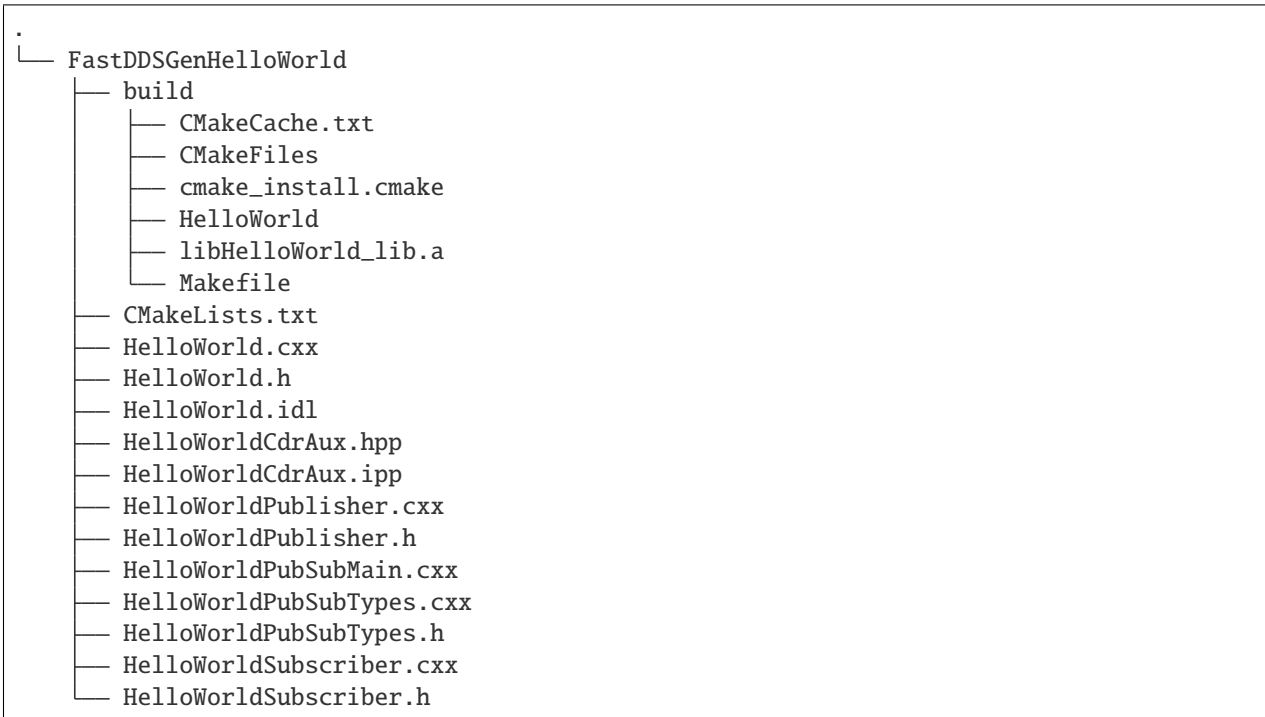 .
└── FastDDSGenHelloWorld
    ├── build
    │   ├── CMakeCache.txt
    │   ├── CMakeFiles
    │   ├── cmake_install.cmake
    │   ├── HelloWorld
    │   ├── libHelloWorld_lib.a
    │   └── Makefile
    ├── CMakeLists.txt
    ├── HelloWorld.cxx
    ├── HelloWorld.h
    ├── HelloWorld.idl
    ├── HelloWorldCdrAux.hpp
    ├── HelloWorldCdrAux.ipp
    ├── HelloWorldPublisher.cxx
    ├── HelloWorldPublisher.h
    ├── HelloWorldPubSubMain.cxx
    ├── HelloWorldPubSubTypes.cxx
    ├── HelloWorldPubSubTypes.h
    ├── HelloWorldSubscriber.cxx
    └── HelloWorldSubscriber.h